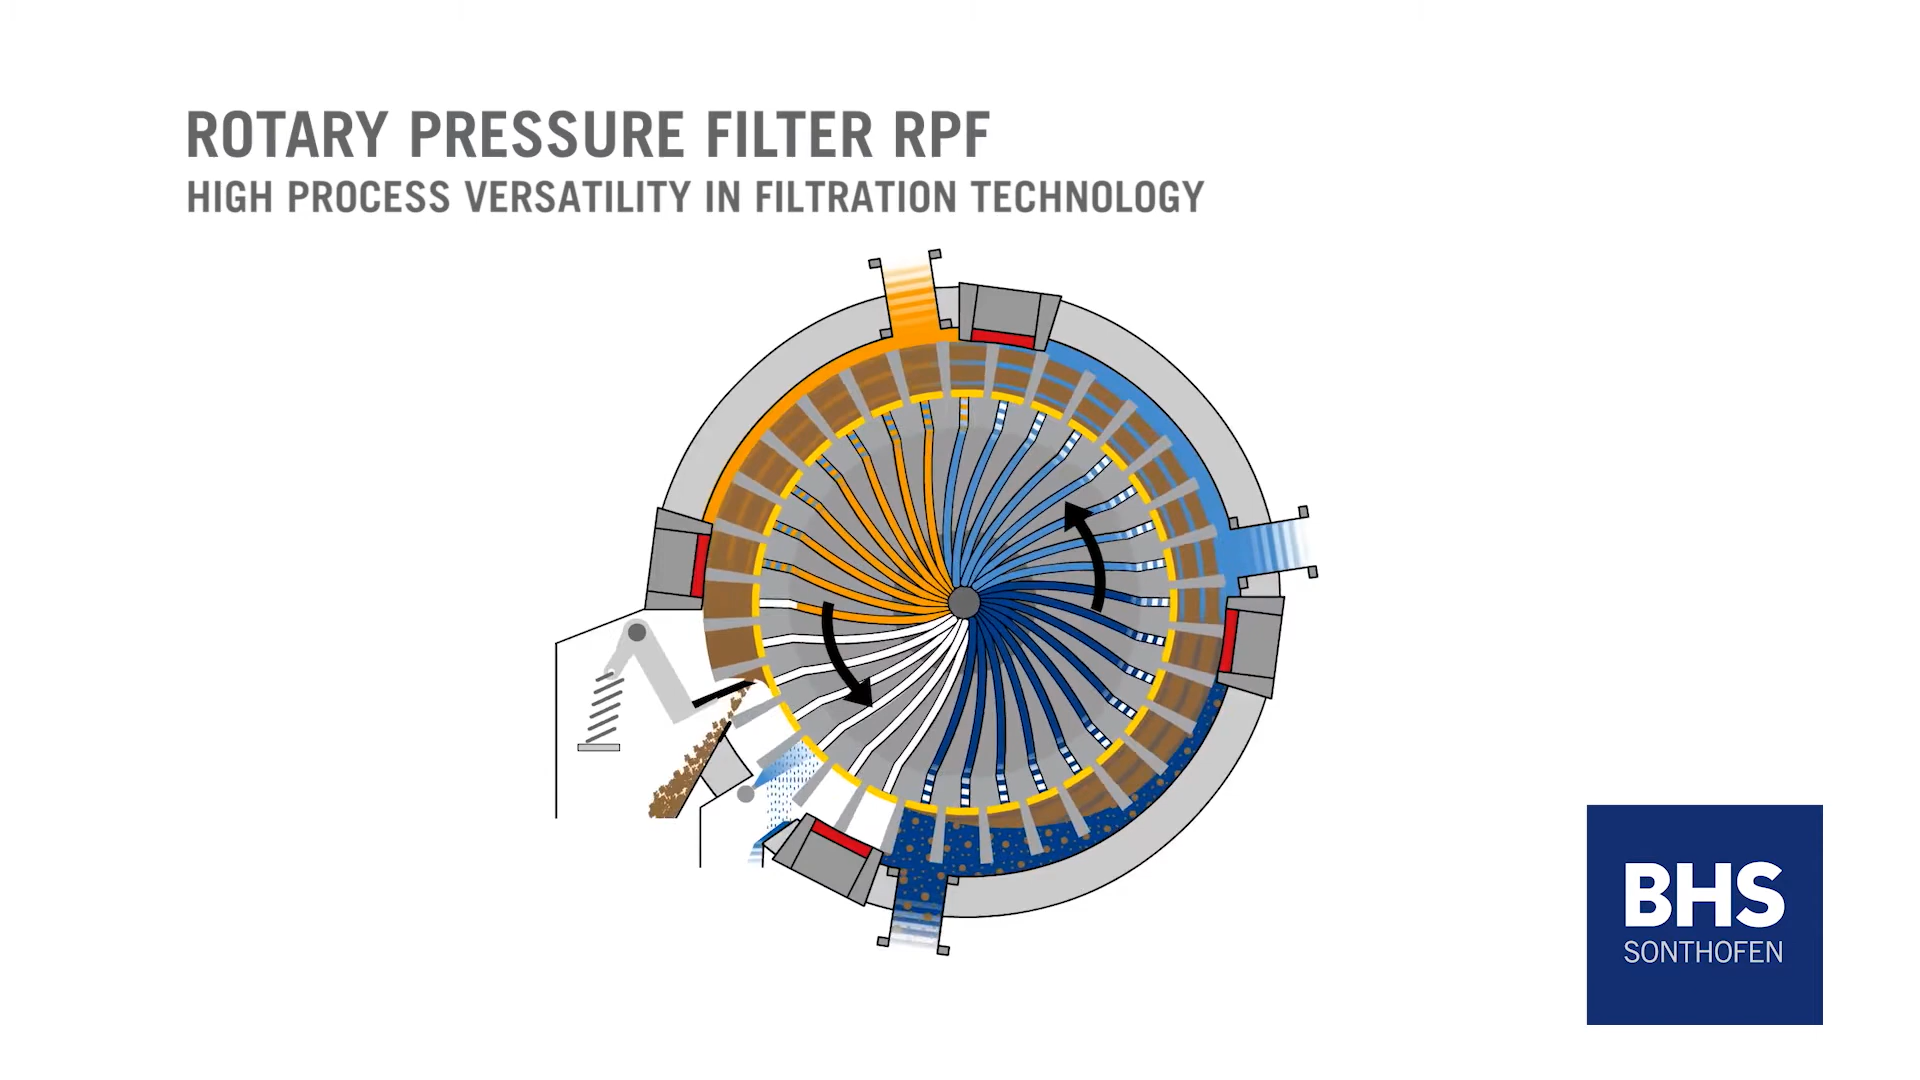 ROTARY PRESSURE FILTER RPF
HIGH PROCESS VERSATILITY IN FILTRATION TECHNOLOGY
BHS
SONTHOFEN